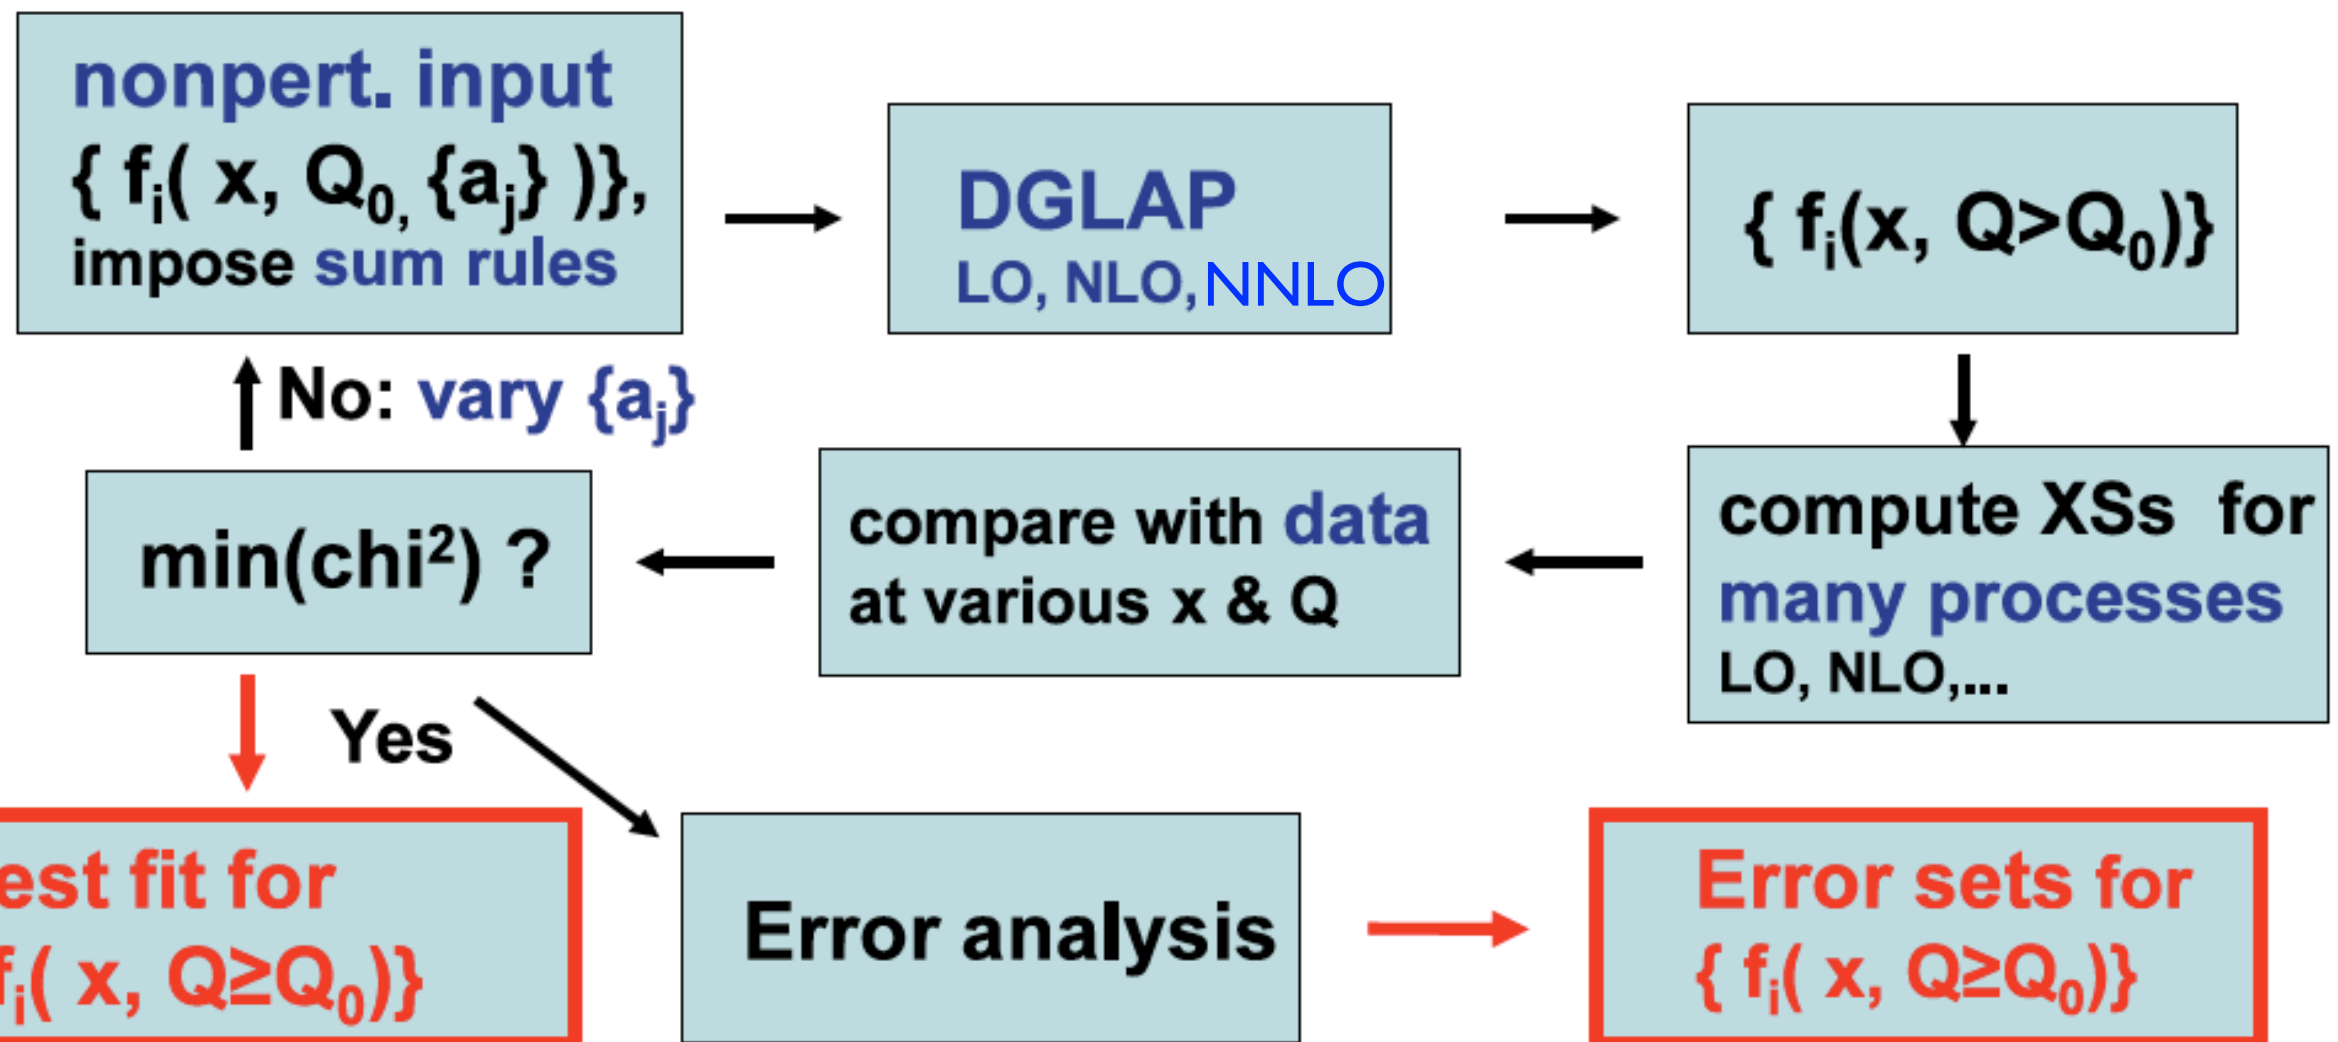 nonpert. input
{ fi( x, Q0, {aj} )},
impose sum rules
DGLAP
LO, NLO, NNLO
{ fi(x, Q>Q0)}
No: vary {aj}
min(chi²) ?
compare with data
at various x & Q
compute XSs for
many processes
LO, NLO,...
Yes
est fit for
fi( x, Q≥Q0)}
Error analysis
Error sets for
{ fi( x, Q≥Q0)}